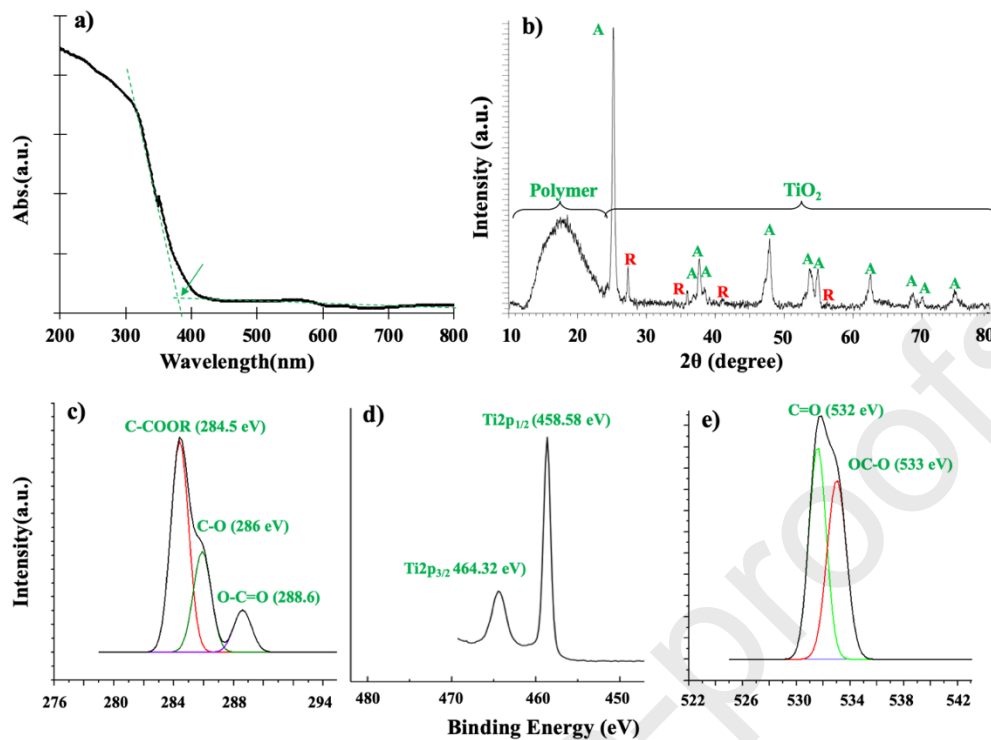 a)
Abs.(a.u.)
200 300 400 500 600 700 800
Wavelength(nm)
b)
Intensity (a.u.)
Polymer
TiO2
A
R
R
A
A
A
R
A
A
A
R
A
A
A
A
10 20 30 40 50 60 70 80
2θ (degree)
c)
Intensity(a.u.)
C-COOR (284.5 eV)
C-O (286 eV)
O-C=O (288.6)
276 280 284 288 294
d)
Ti2p1/2 (458.58 eV)
Ti2p3/2 464.32 eV)
480 470 460 450
Binding Energy (eV)
e)
C=O (532 eV)
OC-O (533 eV)
522 526 530 534 538 542
-proofs